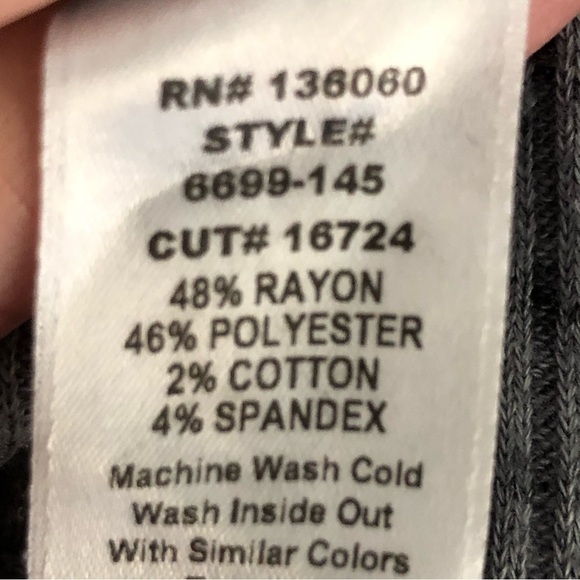 RN# 136060
STYLE#
6699-145
CUT# 16724
48% RAYON
46% POLYESTER
2% COTTON
4% SPANDEX
Machine Wash Cold
Wash Inside Out
With Similar Colors